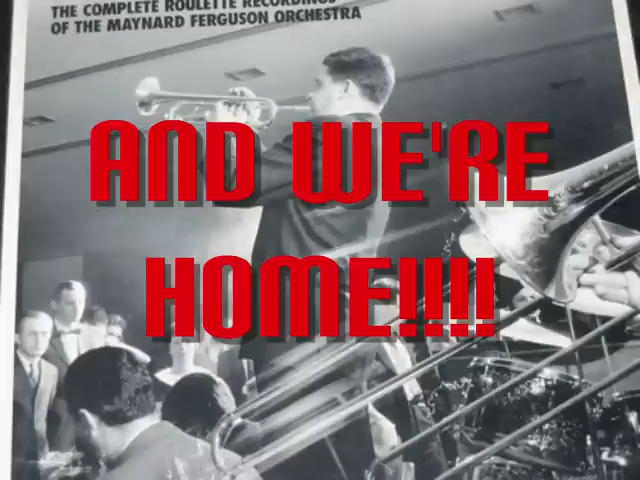 THE COMPLETE ROULETTE RECORDINGS
OF THE MAYNARD FERGUSON ORCHESTRA
AND WE'RE
HOME!!!!